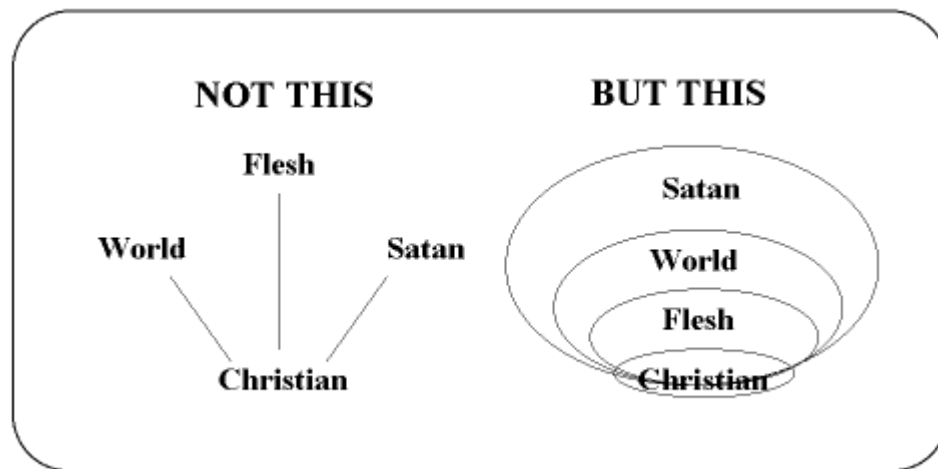 NOT THIS
Flesh
World
Satan
Christian
BUT THIS
Satan
World
Flesh
Christian